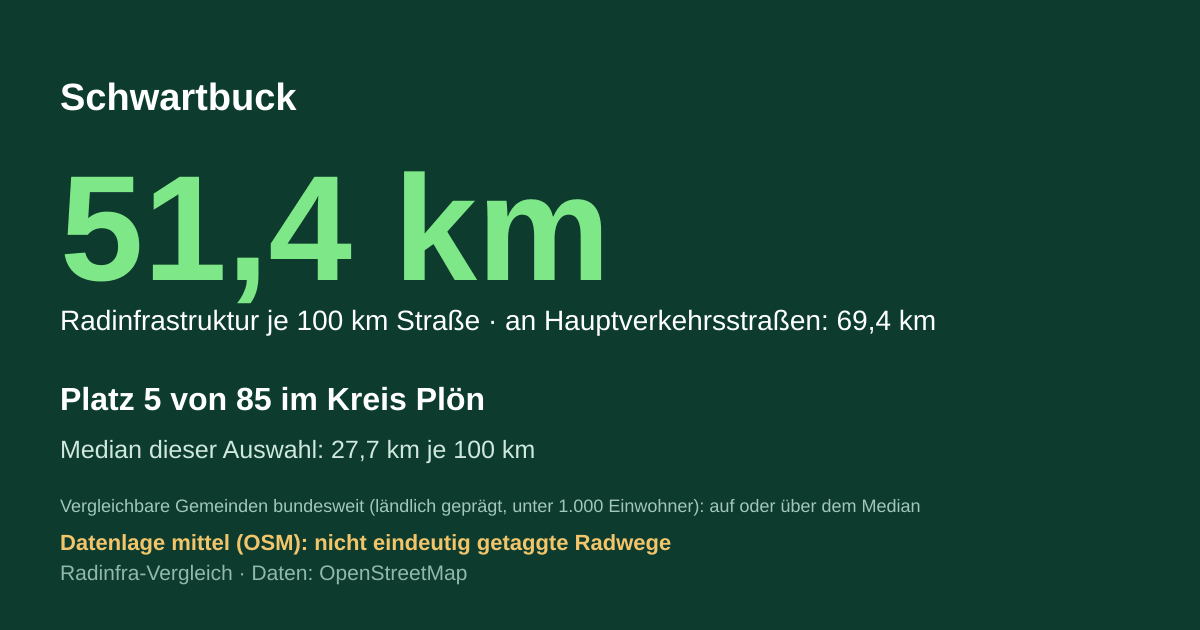 Schwartbuck
51,4 km
Radinfrastruktur je 100 km Straße · an Hauptverkehrsstraßen: 69,4 km
Platz 5 von 85 im Kreis Plön
Median dieser Auswahl: 27,7 km je 100 km
Vergleichbare Gemeinden bundesweit (ländlich geprägt, unter 1.000 Einwohner): auf oder über dem Median
Datenlage mittel (OSM): nicht eindeutig getaggte Radwege
Radinfra-Vergleich · Daten: OpenStreetMap